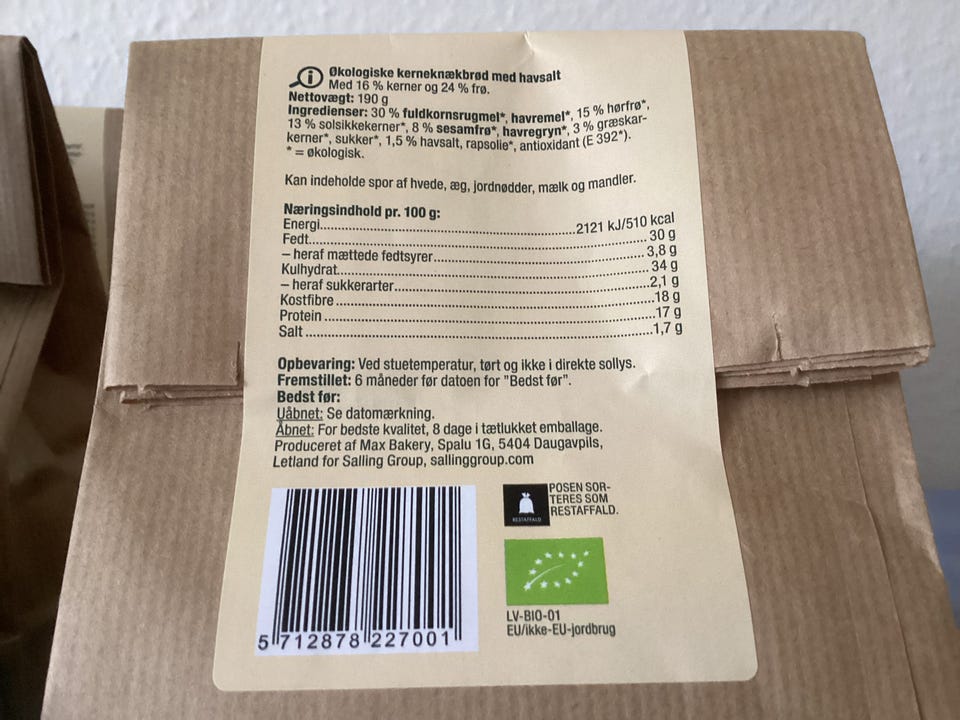 Økologiske kerneknækbrød med havsalt
Med 16 % kerner og 24 % frø.
Nettovægt: 190 g
Ingredienser: 30 % fuldkornsrugmel*, havremel*, 15 % hørfrø*,
13 % solsikkekerner*, 8 % sesamfrø*, havregryn*, 3 % græskar-
kerner*, sukker*, 1,5 % havsalt, rapsolie*, antioxidant (E 392*).
* = økologisk.
Kan indeholde spor af hvede, æg, jordnødder, mælk og mandler.
Næringsindhold pr. 100 g:
Energi..........2121 kJ/510 kcal
Fedt..........30 g
– heraf mættede fedtsyrer..........3,8 g
Kulhydrat..........34 g
– heraf sukkerarter..........2,1 g
Kostfibre..........18 g
Protein..........17 g
Salt..........1,7 g
Opbevaring: Ved stuetemperatur, tørt og ikke i direkte sollys.
Fremstillet: 6 måneder før datoen for "Bedst før".
Bedst før:
Uåbnet: Se datomærkning.
Åbnet: For bedste kvalitet, 8 dage i tætlukket emballage.
Produceret af Max Bakery, Spalu 1G, 5404 Daugavpils,
Letland for Salling Group, sallinggroup.com
POSEN SOR-
TERES SOM
RESTAFFALD.
RESTAFFALD
LV-BIO-01
EU/ikke-EU-jordbrug
5 712878 227001